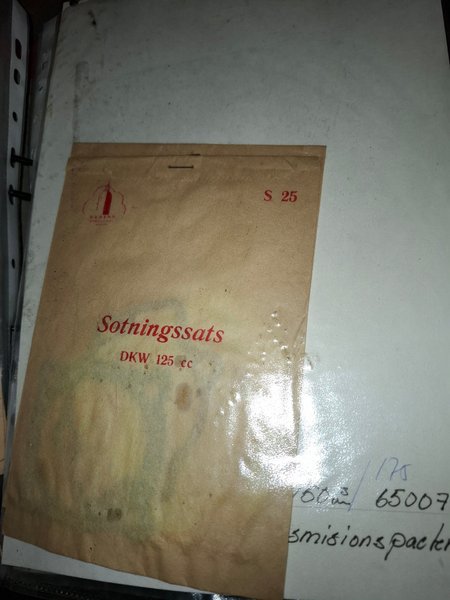 S 25
Sotningssats
DKW 125 cc
175
65007
smisionspack